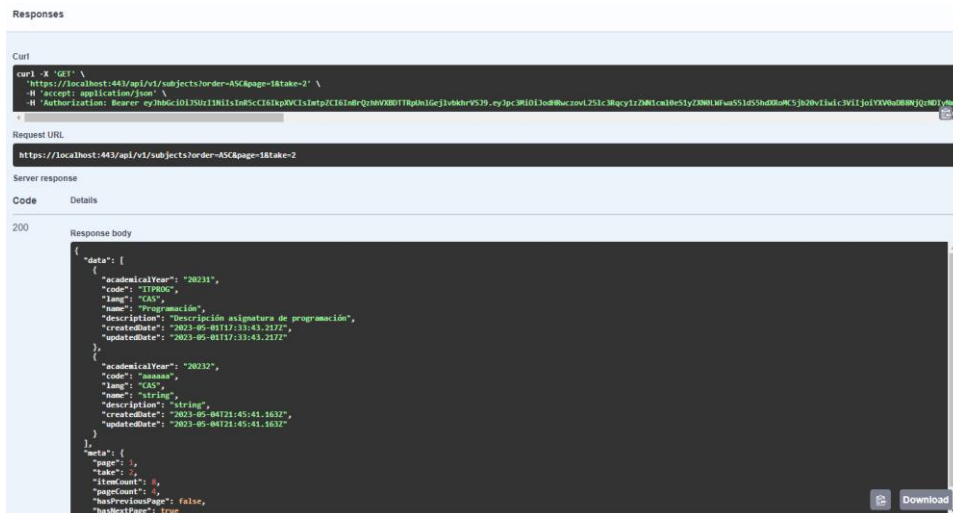 Responses
Curl
curl -X 'GET' \
'https://localhost:443/api/v1/subjects?order=ASC&page=1&take=2' \
-H 'accept: application/json' \
-H 'Authorization: Bearer
Request URL
https://localhost:443/api/v1/subjects?order=ASC&page=1&take=2
Server response
Code Details
200
Response body
{
"data": [
{
"academicalYear": "20231",
"code": "ITPROG",
"lang": "CAS",
"name": "Programación",
"description": "Descripción asignatura de programación",
"createdDate": "2023-05-01T17:33:43.217Z",
"updatedDate": "2023-05-01T17:33:43.217Z"
},
{
"academicalYear": "20232",
"code": "aaaaaa",
"lang": "CAS",
"name": "string",
"description": "string",
"createdDate": "2023-05-04T21:45:41.163Z",
"updatedDate": "2023-05-04T21:45:41.163Z"
}
],
"meta": {
"page": 1,
"take": 2,
"itemCount": 8,
"pageCount": 4,
"hasPreviousPage": false,
"hasNextPage": true
Download